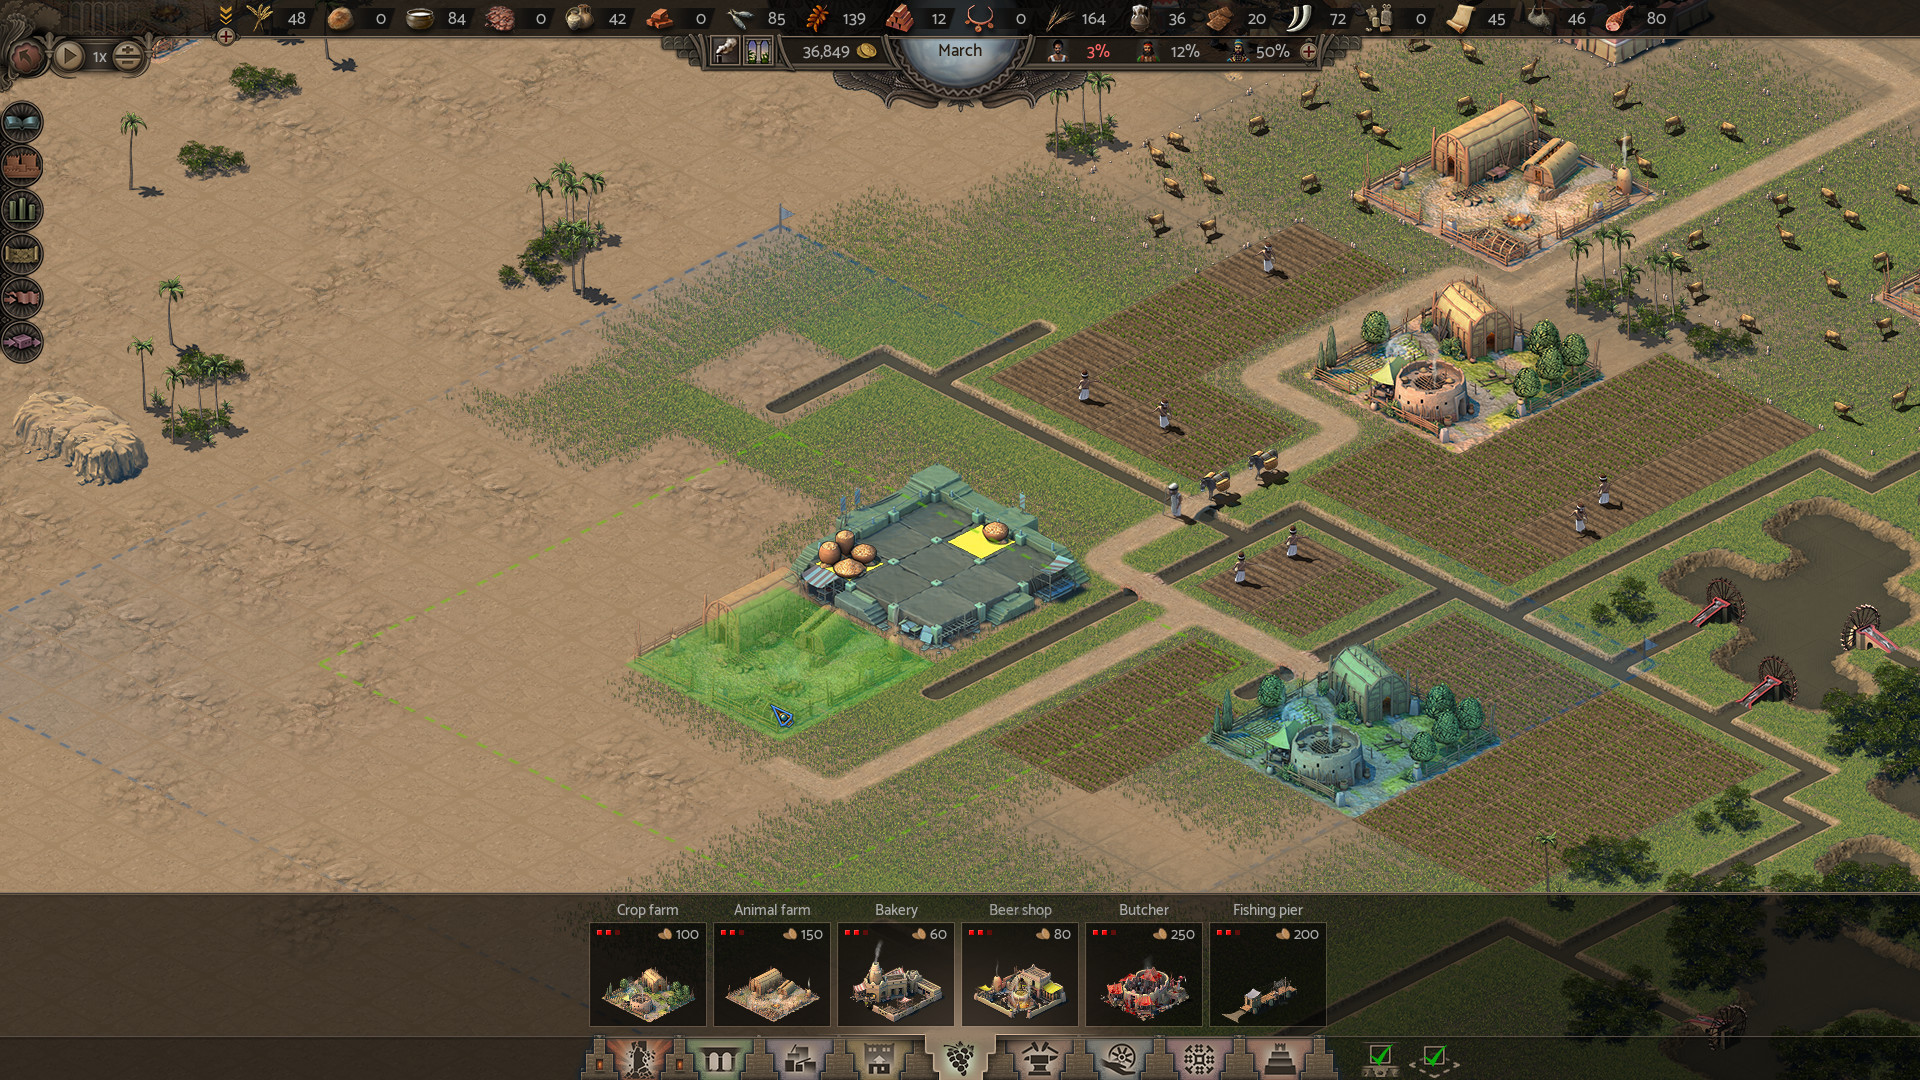 48 0 84 0 42 0 85 139 12 0 164 36 20 72 0 45 46 80
1x 36,849 March 3% 12% 50%
Crop farm Animal farm Bakery Beer shop Butcher Fishing pier
100 150 60 80 250 200